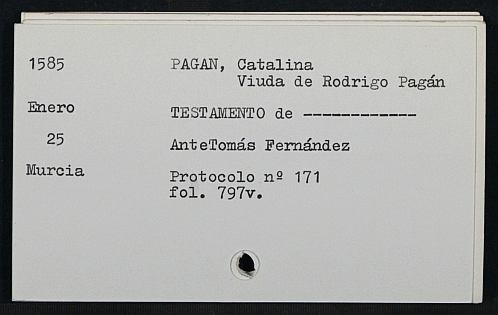 1585 PAGAN, Catalina
Viuda de Rodrigo Pagán
Enero TESTAMENTO de ------------
25 AnteTomás Fernández
Murcia Protocolo nº 171
fol. 797v.